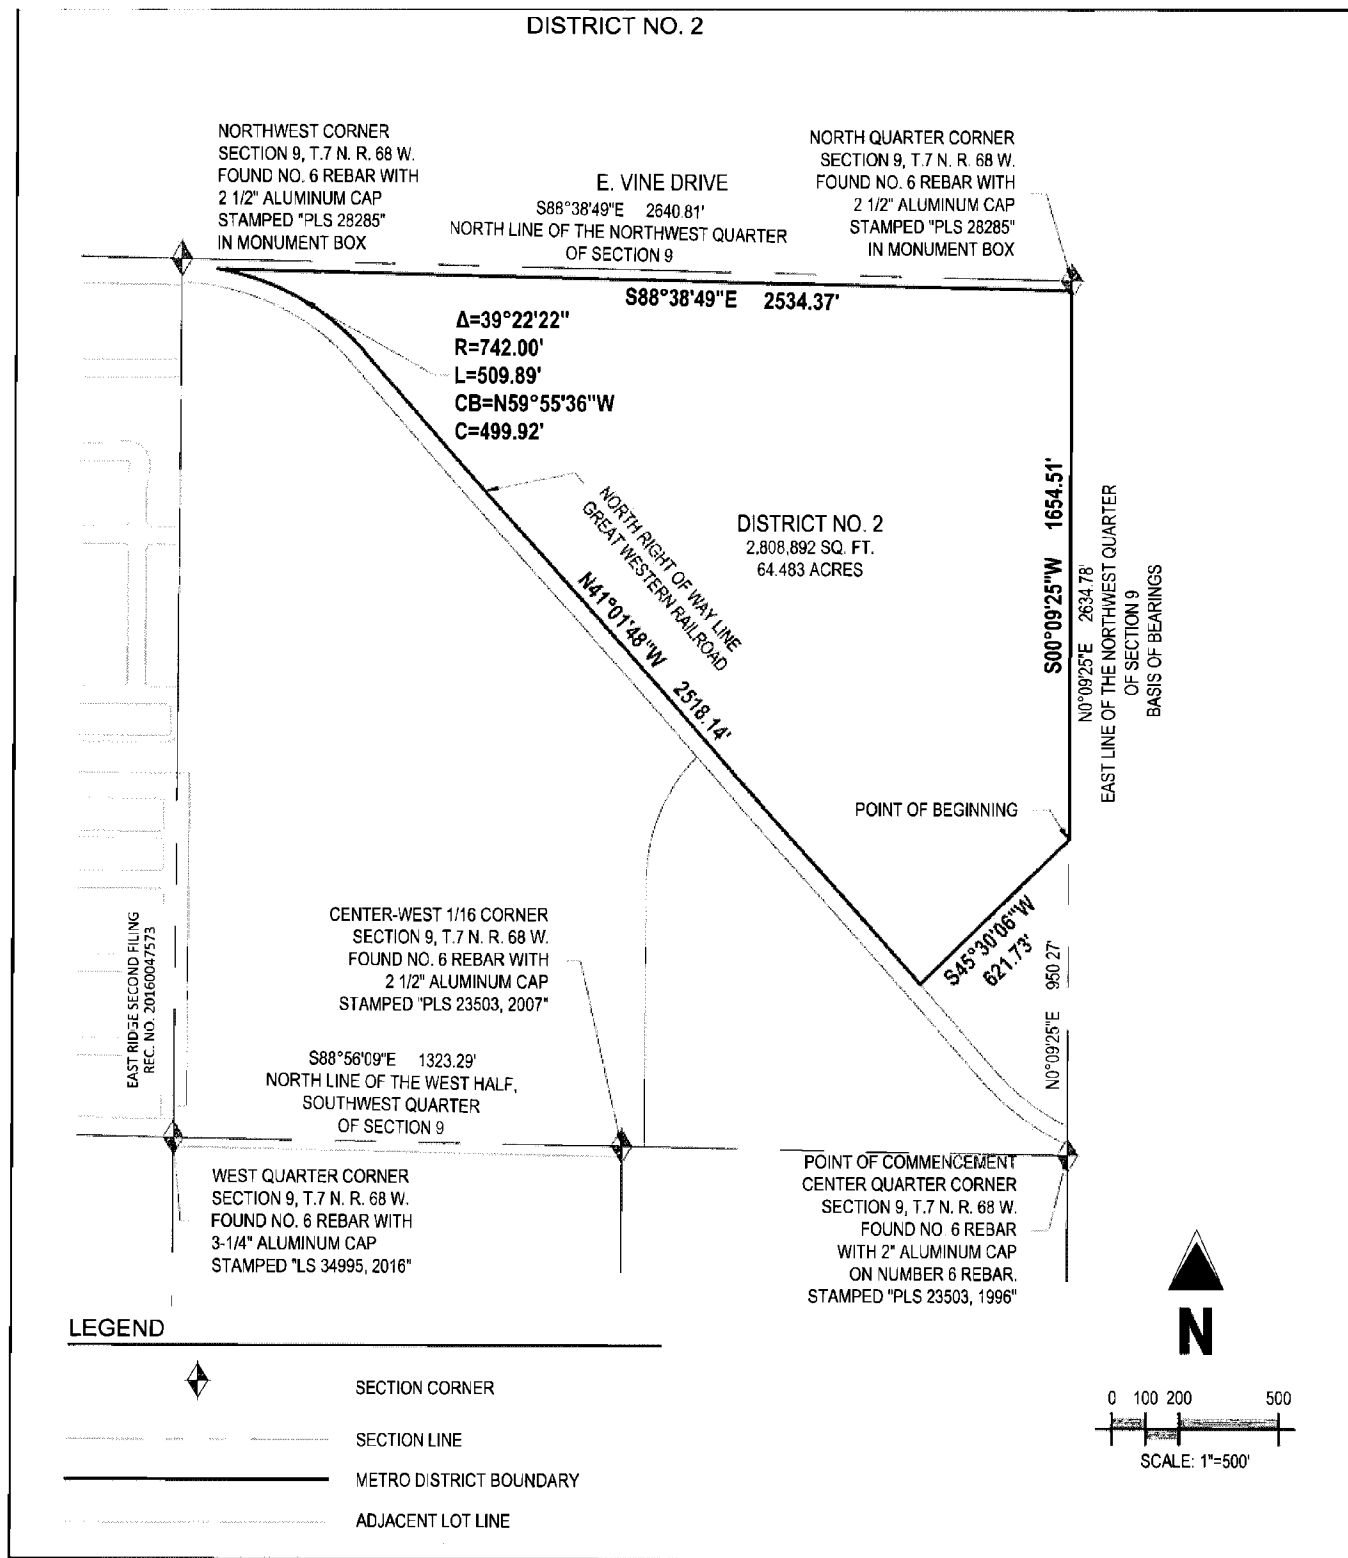 DISTRICT NO. 2
NORTHWEST CORNER
SECTION 9, T.7 N. R. 68 W.
FOUND NO. 6 REBAR WITH
2 1/2" ALUMINUM CAP
STAMPED "PLS 28285"
IN MONUMENT BOX
E. VINE DRIVE
S88°38'49"E 2640.81'
NORTH LINE OF THE NORTHWEST QUARTER
OF SECTION 9
NORTH QUARTER CORNER
SECTION 9, T.7 N. R. 68 W.
FOUND NO. 6 REBAR WITH
2 1/2" ALUMINUM CAP
STAMPED "PLS 28285"
IN MONUMENT BOX
S88°38'49"E 2534.37'
Δ=39°22'22"
R=742.00'
L=509.89'
CB=N59°55'36"W
C=499.92'
NORTH RIGHT OF WAY LINE
GREAT WESTERN RAILROAD
N41°01'48"W 2518.14'
DISTRICT NO. 2
2,808,892 SQ. FT.
64.483 ACRES
S00°09'25"W 1654.51'
N0°09'25"E 2634.78'
EAST LINE OF THE NORTHWEST QUARTER
OF SECTION 9
BASIS OF BEARINGS
POINT OF BEGINNING
S45°30'06"W
621.73'
N0°09'25"E 950.27'
EAST RIDGE SECOND FILING
REC. NO. 20160047573
CENTER-WEST 1/16 CORNER
SECTION 9, T.7 N. R. 68 W.
FOUND NO. 6 REBAR WITH
2 1/2" ALUMINUM CAP
STAMPED "PLS 23503, 2007"
S88°56'09"E 1323.29'
NORTH LINE OF THE WEST HALF,
SOUTHWEST QUARTER
OF SECTION 9
WEST QUARTER CORNER
SECTION 9, T.7 N. R. 68 W.
FOUND NO. 6 REBAR WITH
3-1/4" ALUMINUM CAP
STAMPED "LS 34995, 2016"
POINT OF COMMENCEMENT
CENTER QUARTER CORNER
SECTION 9, T.7 N. R. 68 W.
FOUND NO. 6 REBAR
WITH 2" ALUMINUM CAP
ON NUMBER 6 REBAR.
STAMPED "PLS 23503, 1996"
N
LEGEND
SECTION CORNER
SECTION LINE
METRO DISTRICT BOUNDARY
ADJACENT LOT LINE
0 100 200 500
SCALE: 1"=500'